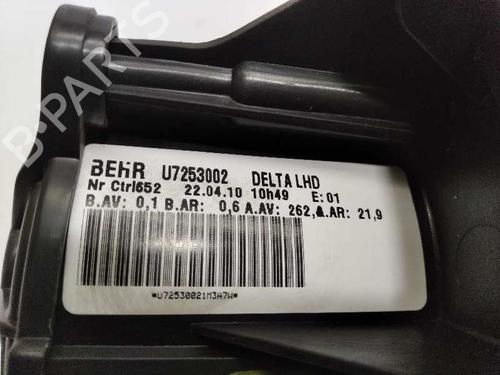 B-PARTS
BEHR U7253002 DELTA LHD
Nr Ctrl652 22.04.10 10h49 E:01
B.AV: 0,1 B.AR: 0,6 A.AV: 262,A.AR: 21,9
*U72530021M3A7W*